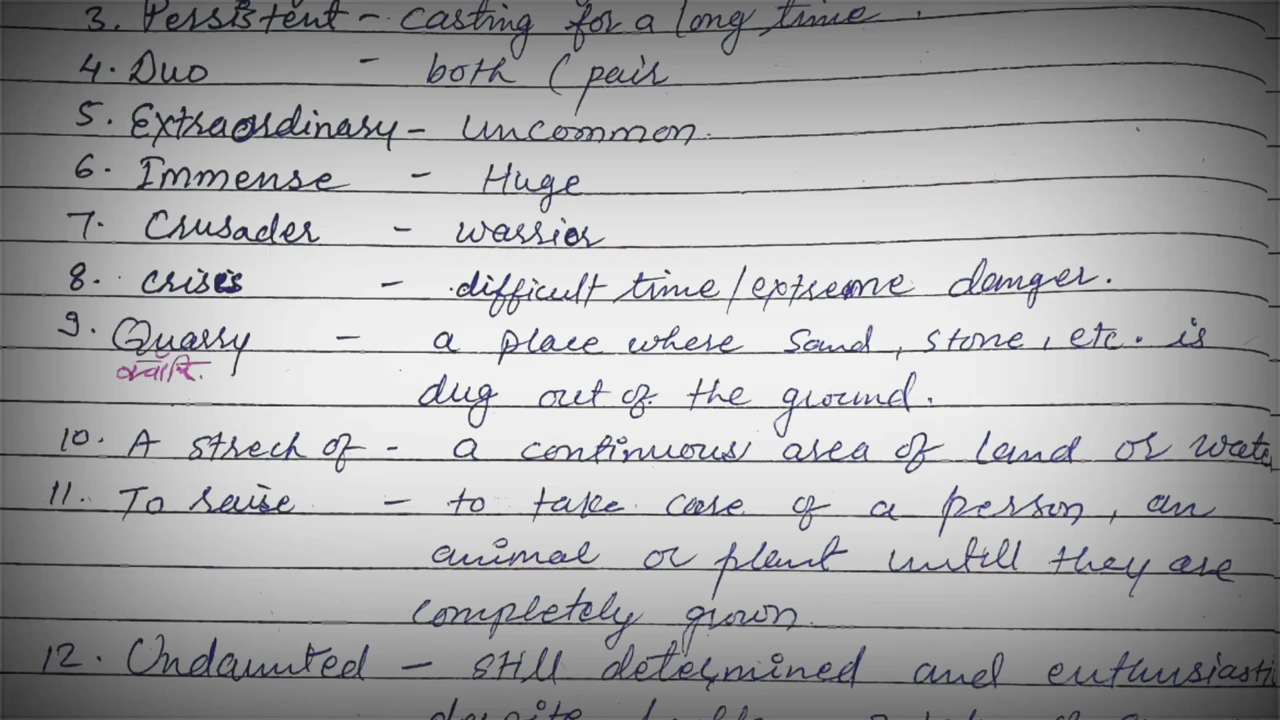 3. Persistent - casting for a long time.
4. Duo - both ( pair
5. Extraordinary - uncommon.
6. Immense - Huge
7. Crusader - warrior
8. crisis - difficult time / extreme danger.
9. Quarry - a place where sand, stone, etc. is
dug out of the ground.
10. A strech of - a continuous area of land or wate
11. To raise - to take care of a person, an
animal or plant untill they are
completely grown.
12. Undaunted - still determined and enthusiasti
despite